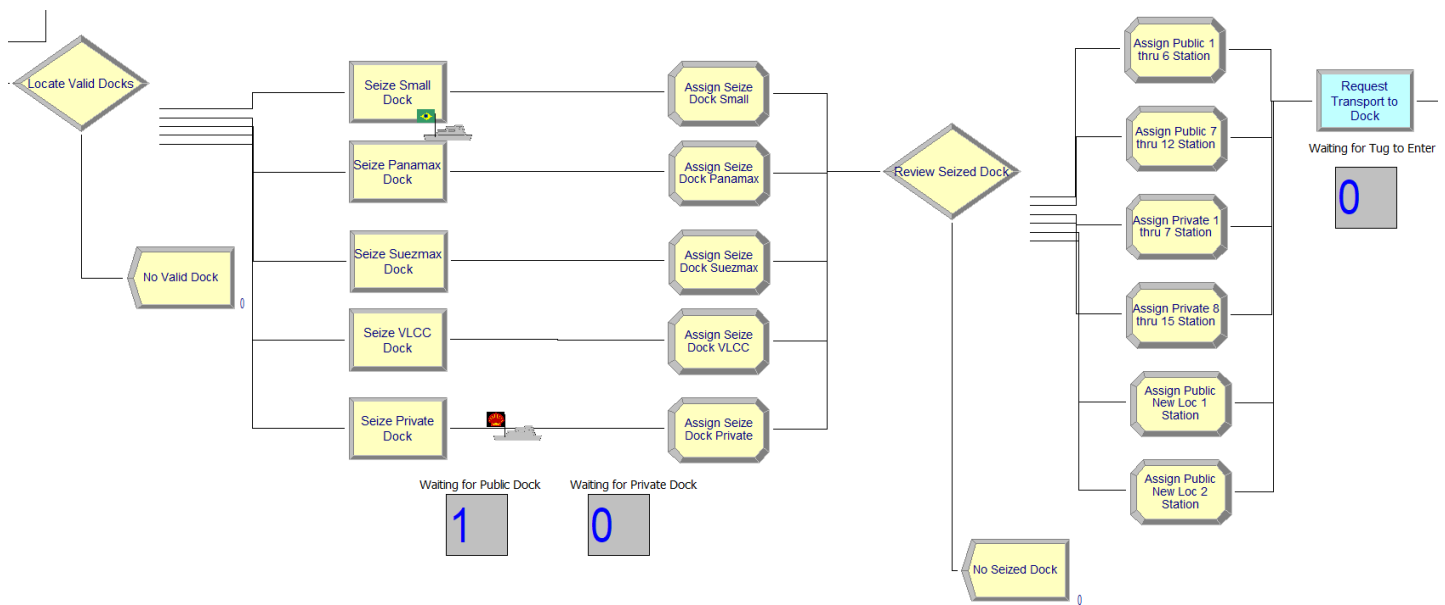 Locate Valid Docks
No Valid Dock
0
Seize Small
Dock
Seize Panamax
Dock
Seize Suezmax
Dock
Seize VLCC
Dock
Seize Private
Dock
Assign Seize
Dock Small
Assign Seize
Dock Panamax
Assign Seize
Dock Suezmax
Assign Seize
Dock VLCC
Assign Seize
Dock Private
Waiting for Public Dock
1
Waiting for Private Dock
0
Review Seized Dock
No Seized Dock
0
Assign Public 1
thru 6 Station
Assign Public 7
thru 12 Station
Assign Private 1
thru 7 Station
Assign Private 8
thru 15 Station
Assign Public
New Loc 1
Station
Assign Public
New Loc 2
Station
Request
Transport to
Dock
Waiting for Tug to Enter
0